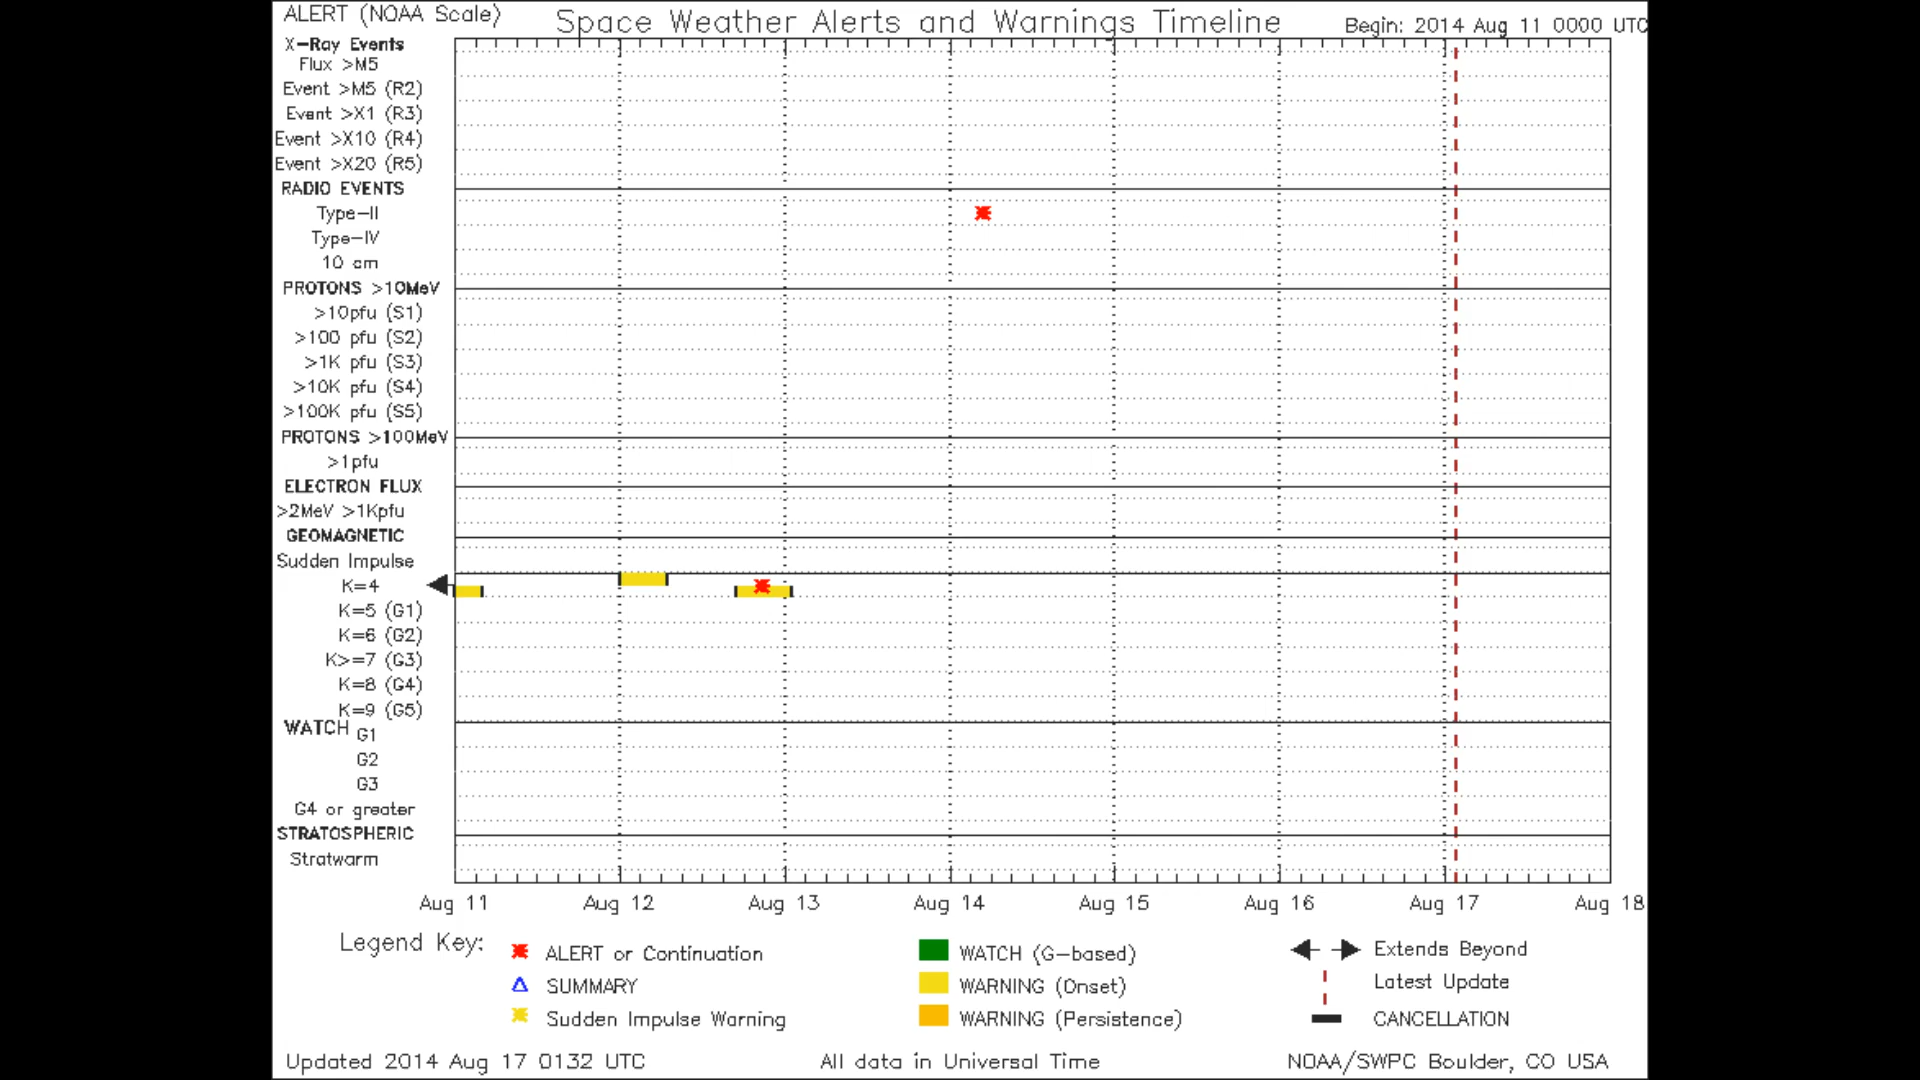 ALERT (NOAA Scale)
Space Weather Alerts and Warnings Timeline
Begin: 2014 Aug 11 0000 UTC
X-Ray Events
Flux >M5
Event >M5 (R2)
Event >X1 (R3)
Event >X10 (R4)
Event >X20 (R5)
RADIO EVENTS
Type-II
Type-IV
10 cm
PROTONS >10MeV
>10pfu (S1)
>100 pfu (S2)
>1K pfu (S3)
>10K pfu (S4)
>100K pfu (S5)
PROTONS >100MeV
>1pfu
ELECTRON FLUX
>2MeV >1Kpfu
GEOMAGNETIC
Sudden Impulse
K=4
K=5 (G1)
K=6 (G2)
K>=7 (G3)
K=8 (G4)
K=9 (G5)
WATCH G1
G2
G3
G4 or greater
STRATOSPHERIC
Stratwarm
Aug 11 Aug 12 Aug 13 Aug 14 Aug 15 Aug 16 Aug 17 Aug 18
Legend Key:
ALERT or Continuation
SUMMARY
Sudden Impulse Warning
WATCH (G-based)
WARNING (Onset)
WARNING (Persistence)
Extends Beyond
Latest Update
CANCELLATION
Updated 2014 Aug 17 0132 UTC
All data in Universal Time
NOAA/SWPC Boulder, CO USA